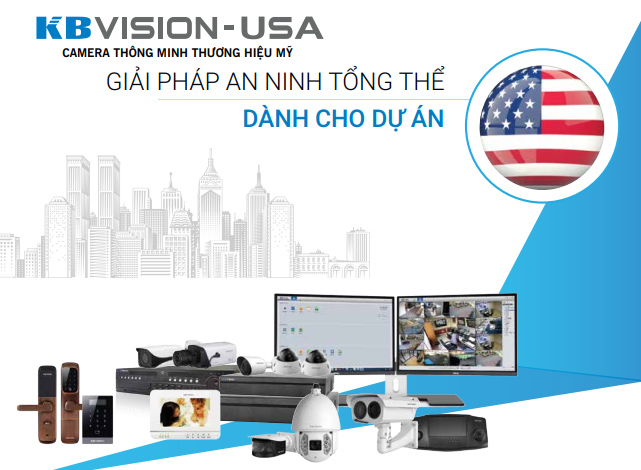 KBVISION-USA
CAMERA THÔNG MINH THƯƠNG HIỆU MỸ
GIẢI PHÁP AN NINH TỔNG THỂ
DÀNH CHO DỰ ÁN